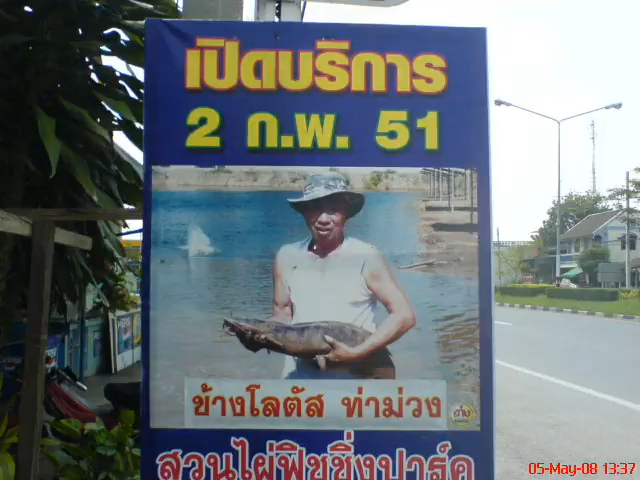 เปิดบริการ
2 ก.พ. 51
ข้างโลตัส ท่าม่วง
สวนไผ่ฟิชชิ่งปาร์ค
05-May-08 13:37